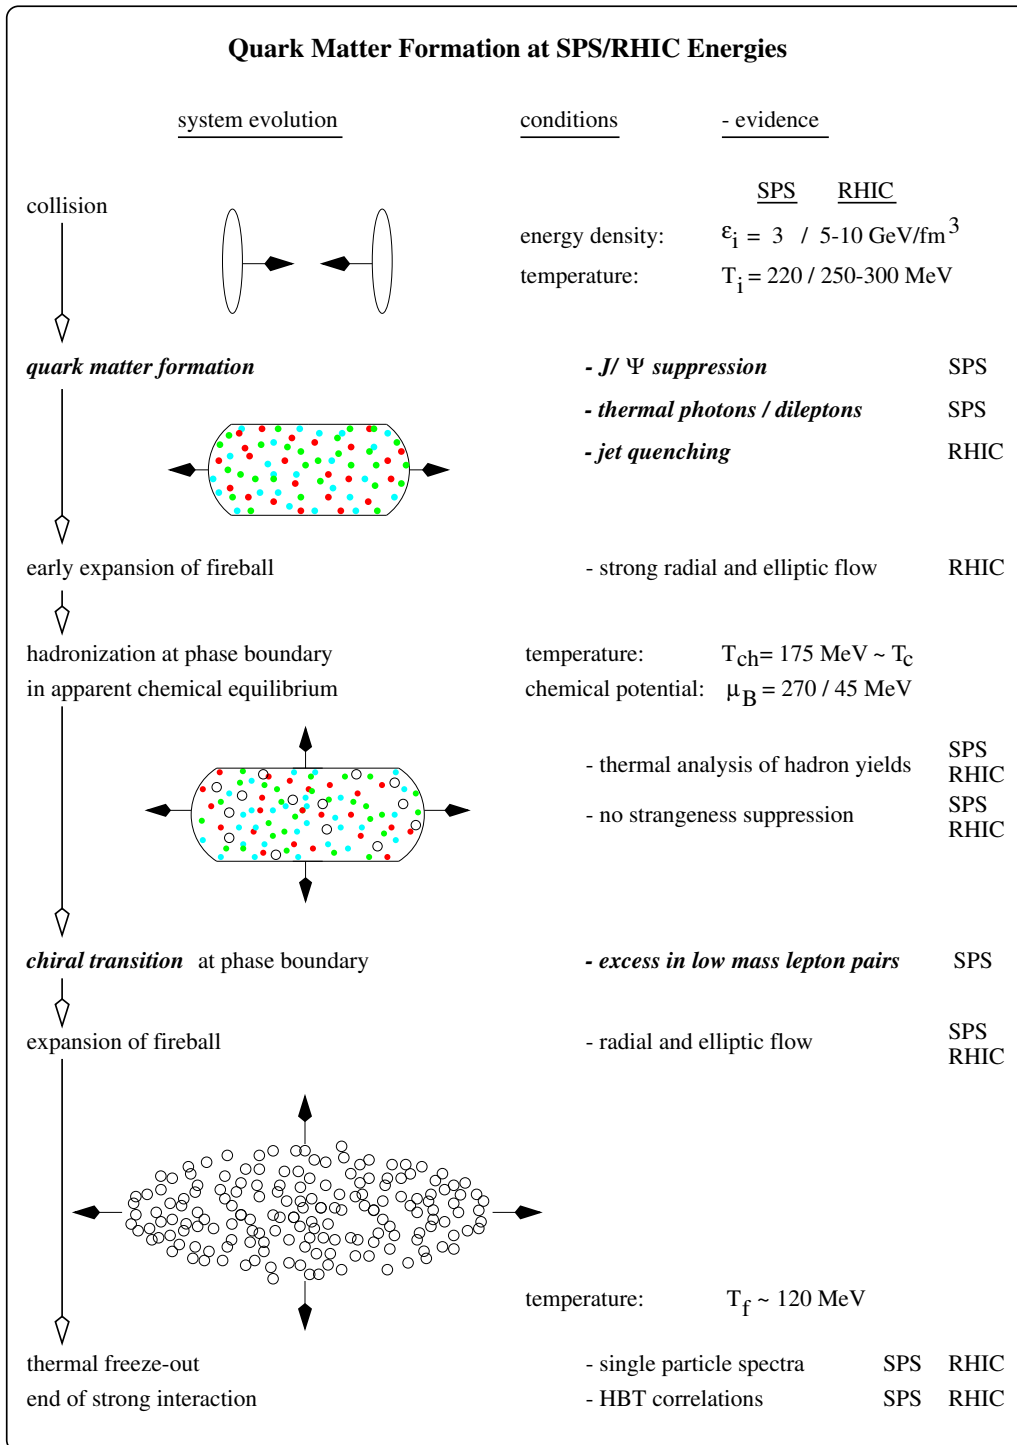 Quark Matter Formation at SPS/RHIC Energies
system evolution conditions - evidence
SPS RHIC
collision
energy density: εi = 3 / 5-10 GeV/fm3
temperature: Ti = 220 / 250-300 MeV
quark matter formation - J/ Ψ suppression SPS
- thermal photons / dileptons SPS
- jet quenching RHIC
early expansion of fireball - strong radial and elliptic flow RHIC
hadronization at phase boundary temperature: Tch= 175 MeV ~ Tc
in apparent chemical equilibrium chemical potential: μB = 270 / 45 MeV
- thermal analysis of hadron yields SPS
RHIC
- no strangeness suppression SPS
RHIC
chiral transition at phase boundary - excess in low mass lepton pairs SPS
expansion of fireball - radial and elliptic flow SPS
RHIC
temperature: Tf ~ 120 MeV
thermal freeze-out - single particle spectra SPS RHIC
end of strong interaction - HBT correlations SPS RHIC